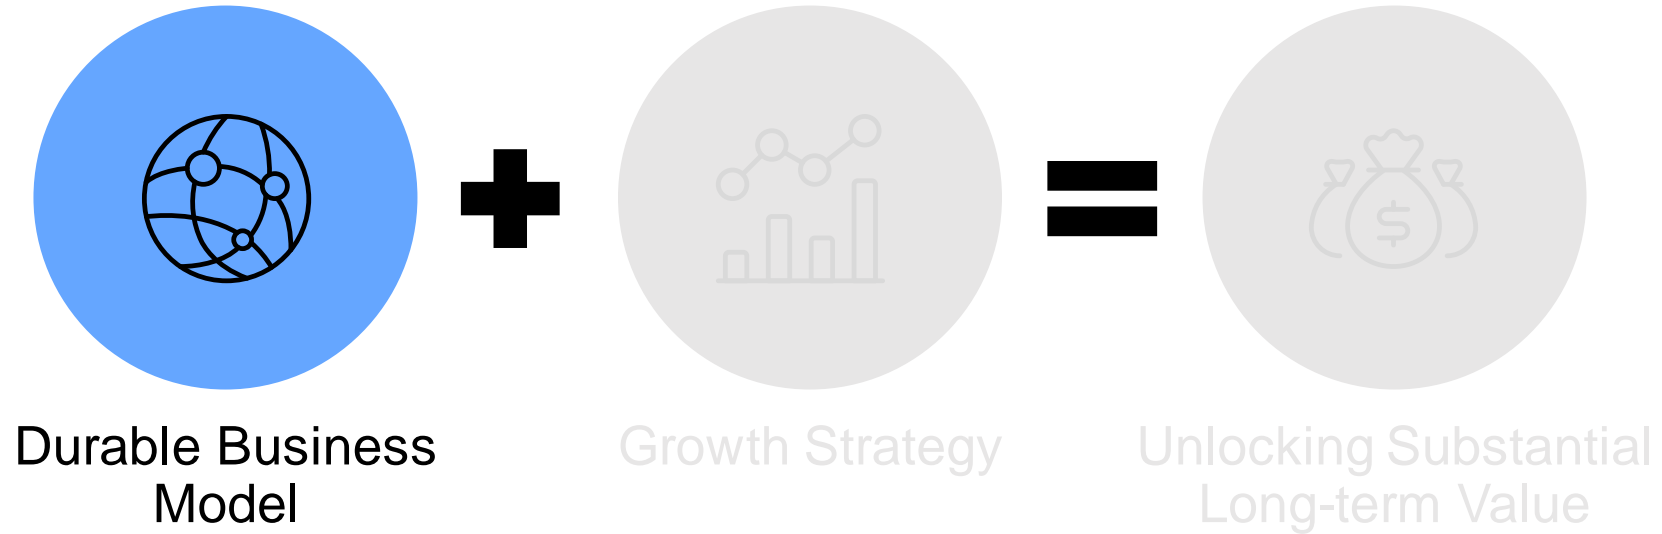 Durable Business
Model
Growth Strategy
$
Unlocking Substantial
Long-term Value